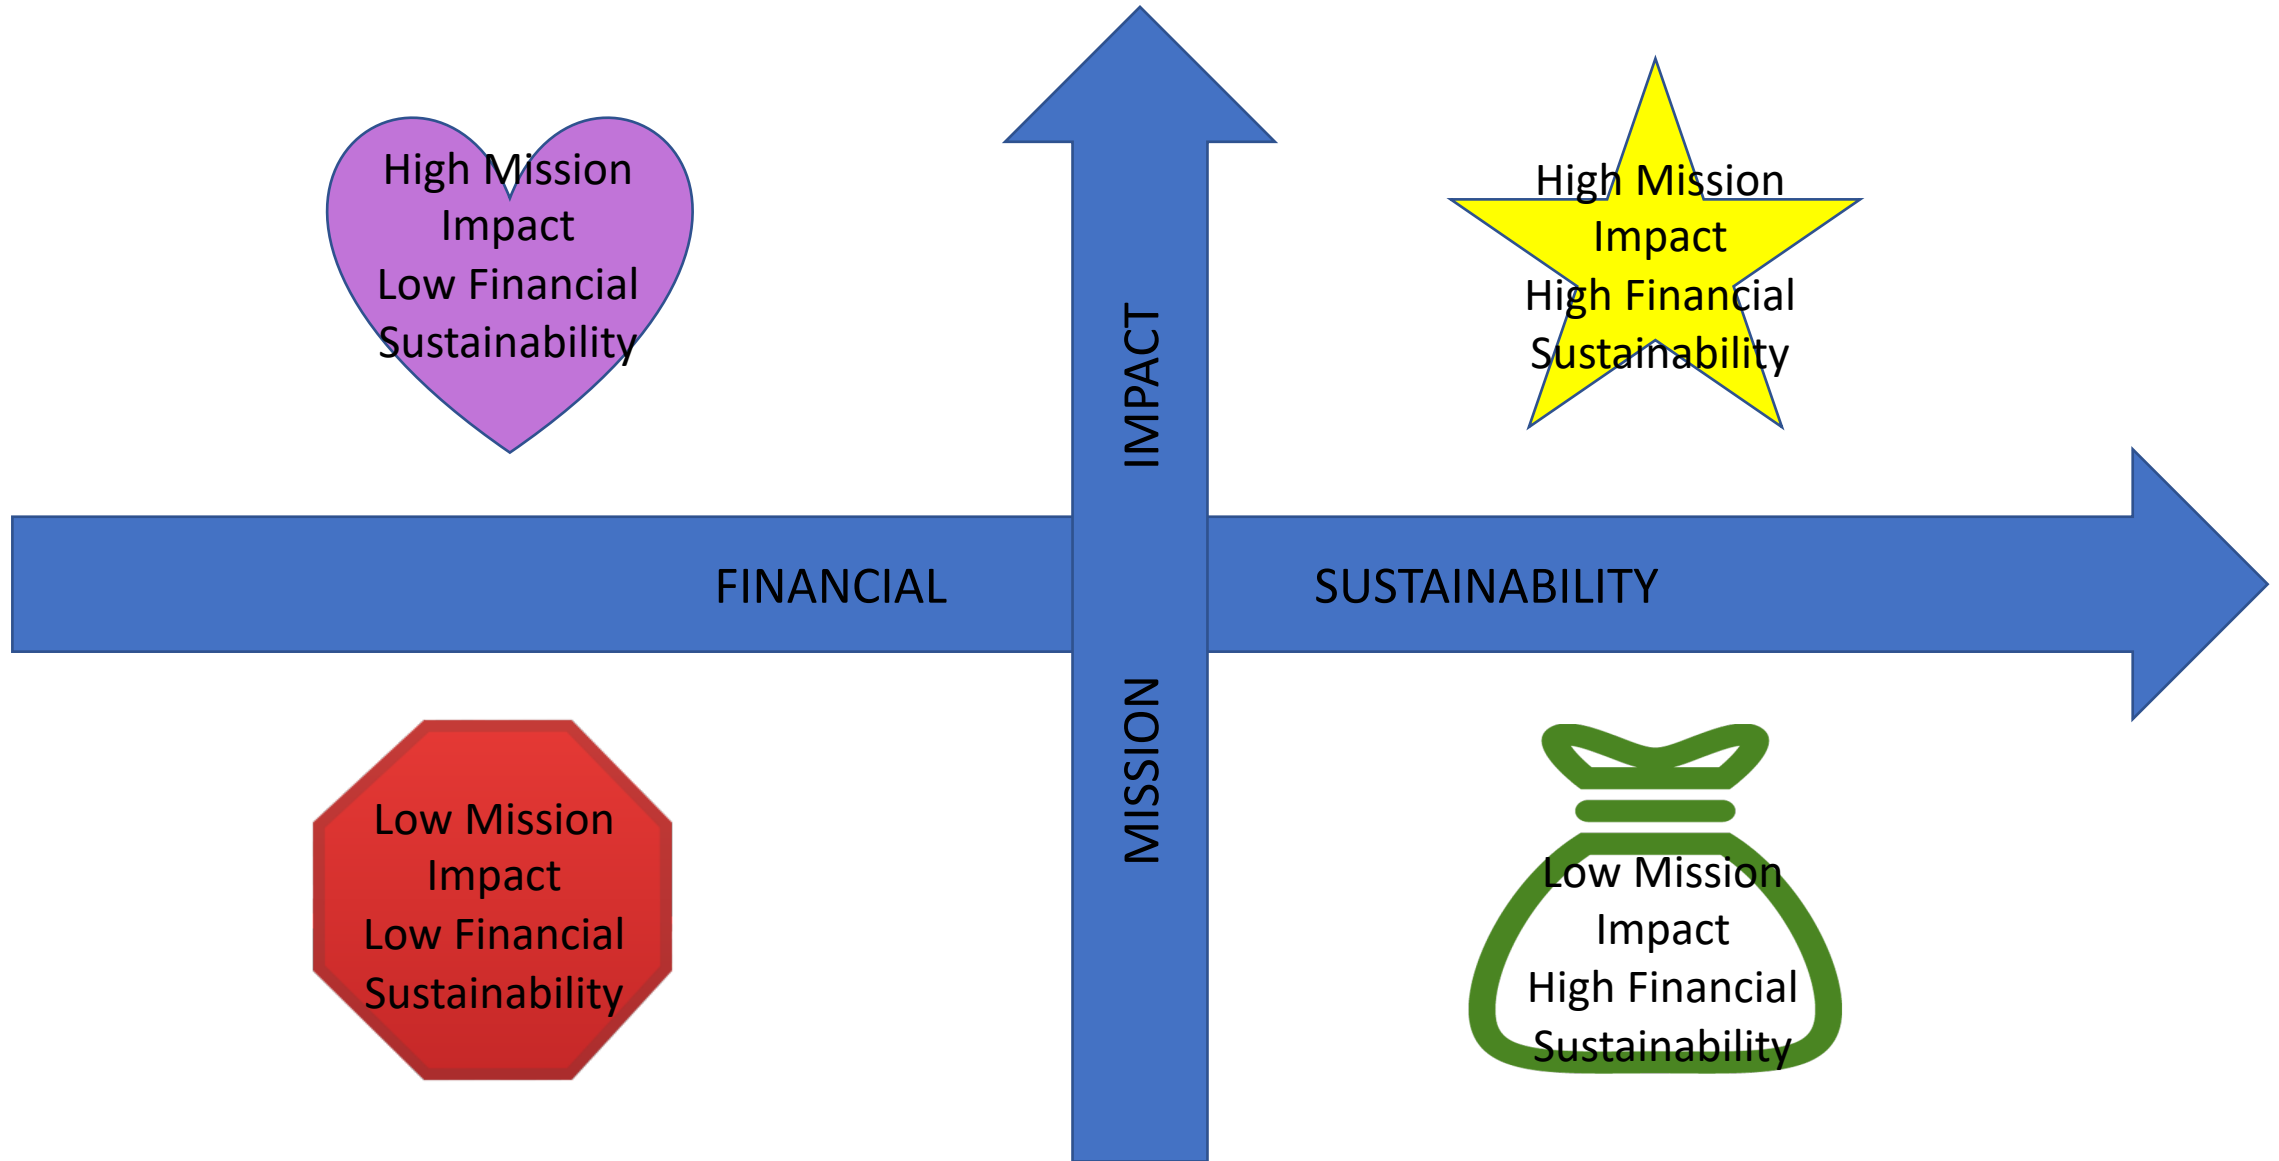 High Mission
Impact
Low Financial
Sustainability
High Mission
Impact
High Financial
Sustainability
MISSION IMPACT
FINANCIAL SUSTAINABILITY
Low Mission
Impact
Low Financial
Sustainability
Low Mission
Impact
High Financial
Sustainability